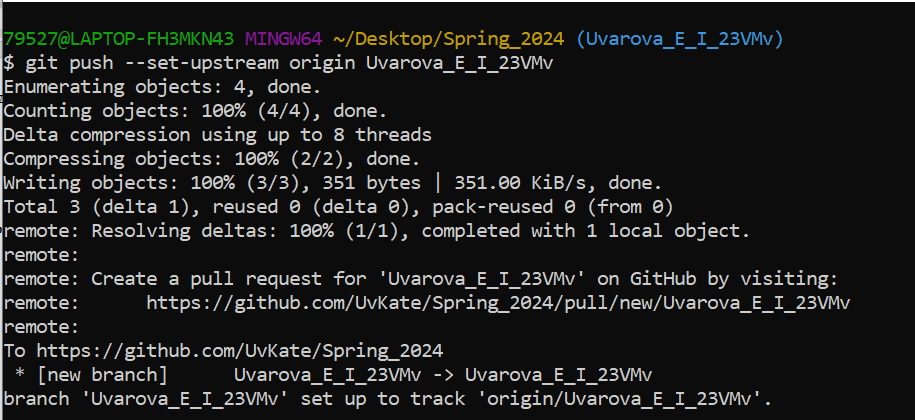 79527@LAPTOP-FH3MKN43 MINGW64 ~/Desktop/Spring_2024 (Uvarova_E_I_23VMv)
$ git push --set-upstream origin Uvarova_E_I_23VMv
Enumerating objects: 4, done.
Counting objects: 100% (4/4), done.
Delta compression using up to 8 threads
Compressing objects: 100% (2/2), done.
Writing objects: 100% (3/3), 351 bytes | 351.00 KiB/s, done.
Total 3 (delta 1), reused 0 (delta 0), pack-reused 0 (from 0)
remote: Resolving deltas: 100% (1/1), completed with 1 local object.
remote:
remote: Create a pull request for 'Uvarova_E_I_23VMv' on GitHub by visiting:
remote:      https://github.com/UvKate/Spring_2024/pull/new/Uvarova_E_I_23VMv
remote:
To https://github.com/UvKate/Spring_2024
 * [new branch]      Uvarova_E_I_23VMv -> Uvarova_E_I_23VMv
branch 'Uvarova_E_I_23VMv' set up to track 'origin/Uvarova_E_I_23VMv'.